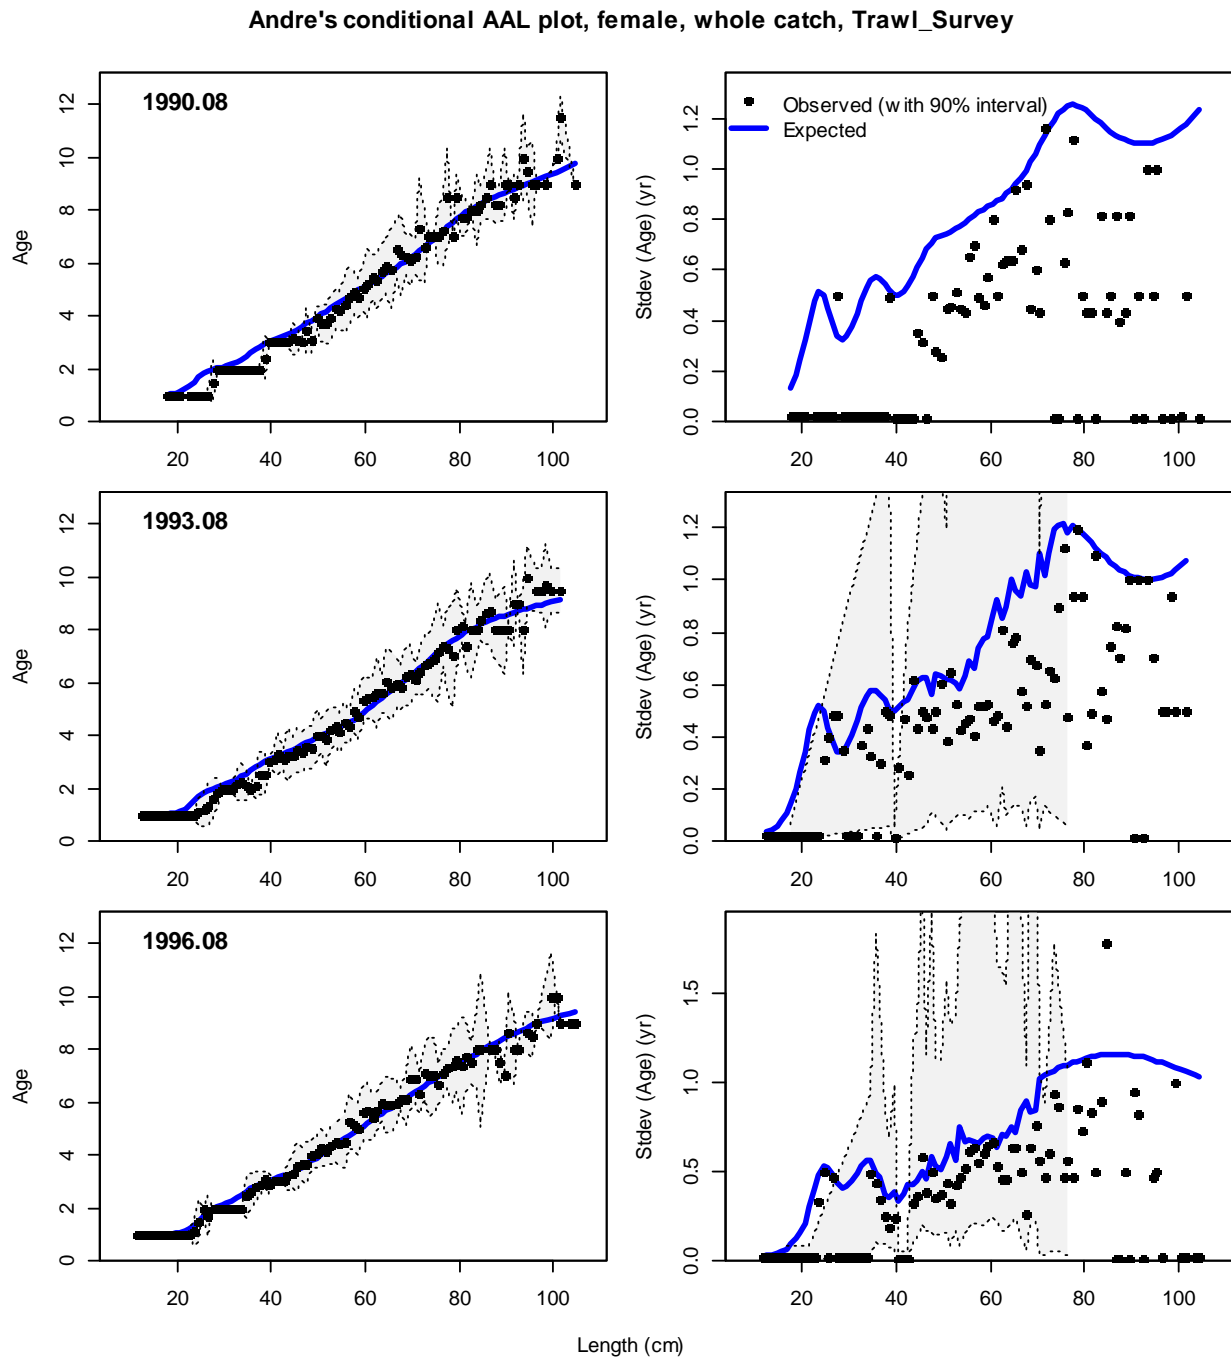 Andre's conditional AAL plot, female, whole catch, Trawl_Survey
1990.08
Age
0 2 4 6 8 10 12
20 40 60 80 100
Observed (with 90% interval)
Expected
Stdev (Age) (yr)
0.0 0.2 0.4 0.6 0.8 1.0 1.2
20 40 60 80 100
1993.08
Age
0 2 4 6 8 10 12
20 40 60 80 100
Stdev (Age) (yr)
0.0 0.2 0.4 0.6 0.8 1.0 1.2
20 40 60 80 100
1996.08
Age
0 2 4 6 8 10 12
20 40 60 80 100
Stdev (Age) (yr)
0.0 0.5 1.0 1.5
20 40 60 80 100
Length (cm)